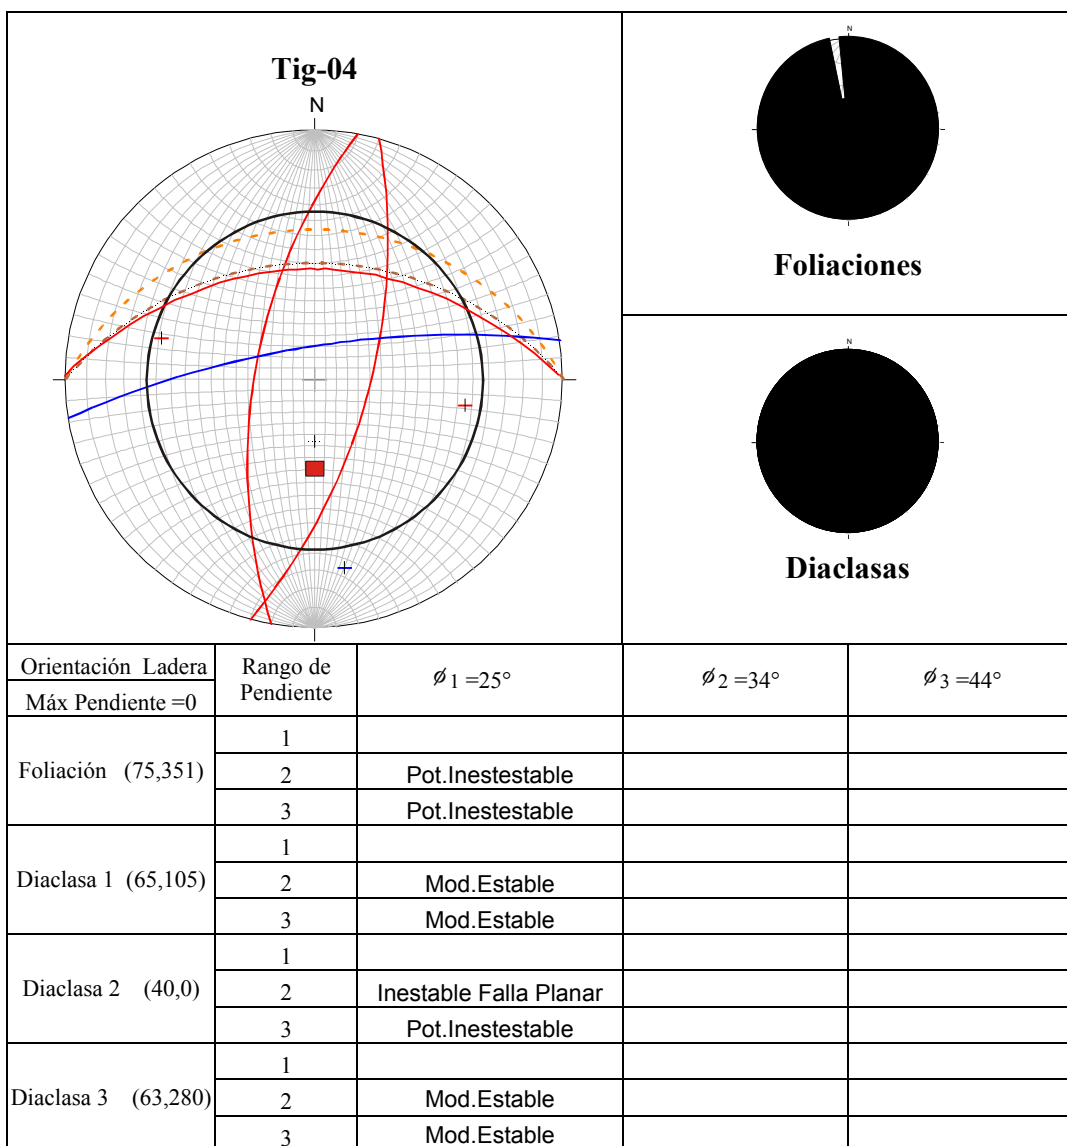 Tig-04
N
N
Foliaciones
N
Diaclasas
Orientación Ladera
Máx Pendiente =0
Rango de
Pendiente
ø 1 =25°
ø 2 =34°
ø 3 =44°
Foliación (75,351)
1
2 Pot.Inestestable
3 Pot.Inestestable
Diaclasa 1 (65,105)
1
2 Mod.Estable
3 Mod.Estable
Diaclasa 2 (40,0)
1
2 Inestable Falla Planar
3 Pot.Inestestable
Diaclasa 3 (63,280)
1
2 Mod.Estable
3 Mod.Estable